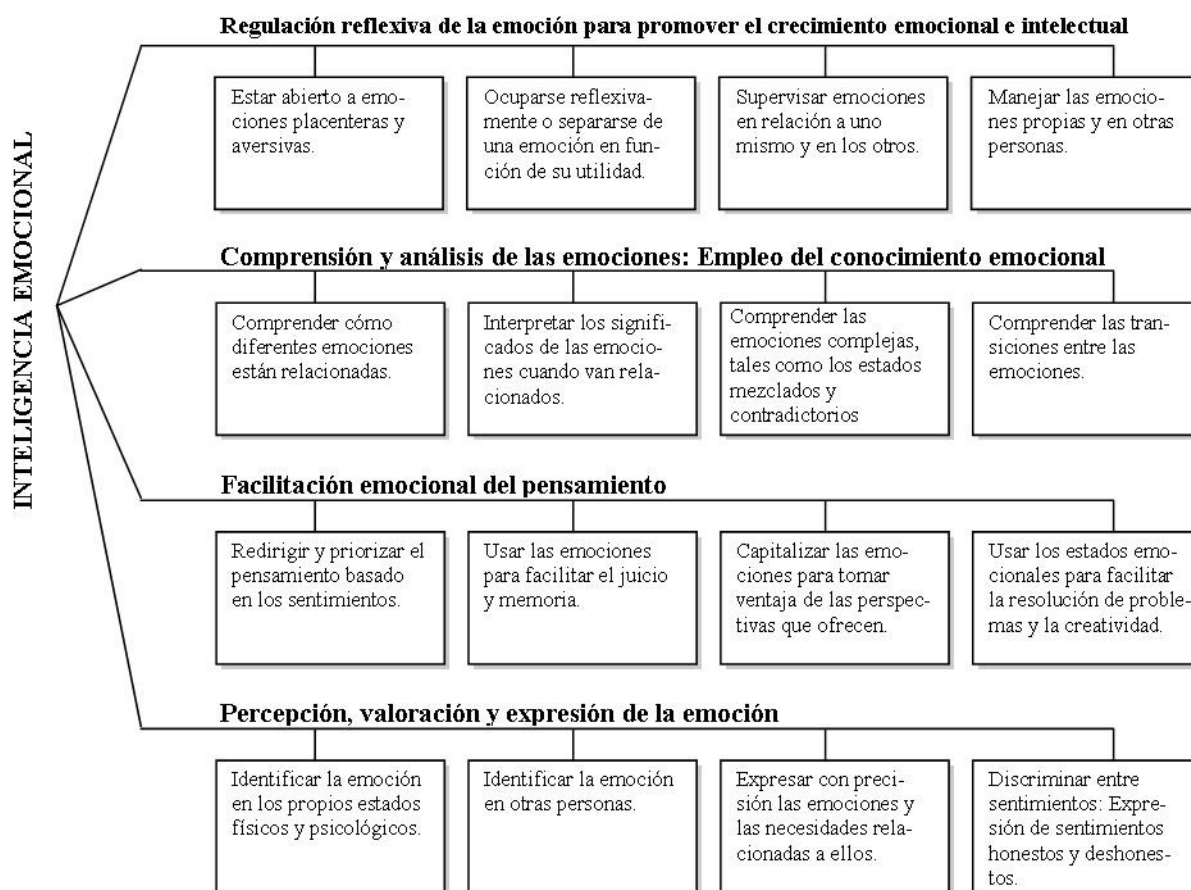 INTELIGENCIA EMOCIONAL
Regulación reflexiva de la emoción para promover el crecimiento emocional e intelectual
Estar abierto a emo-
ciones placenteras y
aversivas.
Ocuparse reflexiva-
mente o separarse de
una emoción en fun-
ción de su utilidad.
Supervisar emociones
en relación a uno
mismo y en los otros.
Manejar las emocio-
nes propias y en otras
personas.
Comprensión y análisis de las emociones: Empleo del conocimiento emocional
Comprender cómo
diferentes emociones
están relacionadas.
Interpretar los signifi-
cados de las emocio-
nes cuando van rela-
cionados.
Comprender las
emociones complejas,
tales como los estados
mezclados y
contradictorios
Comprender las tran-
siciones entre las
emociones.
Facilitación emocional del pensamiento
Redirigir y priorizar el
pensamiento basado
en los sentimientos.
Usar las emociones
para facilitar el juicio
y memoria.
Capitalizar las emo-
ciones para tomar
ventaja de las perspec-
tivas que ofrecen.
Usar los estados emo-
cionales para facilitar
la resolución de proble-
mas y la creatividad.
Percepción, valoración y expresión de la emoción
Identificar la emoción
en los propios estados
físicos y psicológicos.
Identificar la emoción
en otras personas.
Expresar con preci-
sión las emociones y
las necesidades rela-
cionadas a ellos.
Discriminar entre
sentimientos: Expre-
sión de sentimientos
honestos y deshones-
tos.